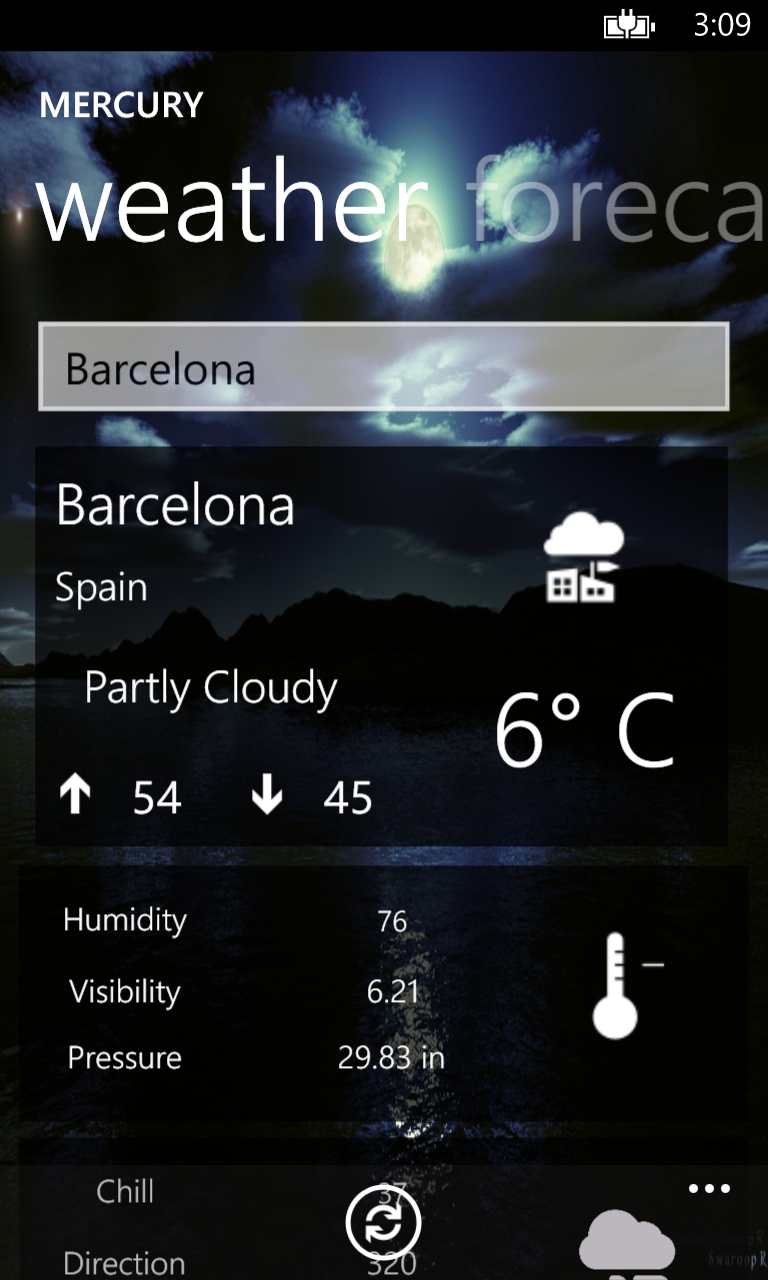 3:09
MERCURY
weather foreca
Barcelona
Barcelona
Spain
Partly Cloudy
6° C
54 45
Humidity 76
Visibility 6.21
Pressure 29.83 in
Chill 37
Direction 320
Swaroop R